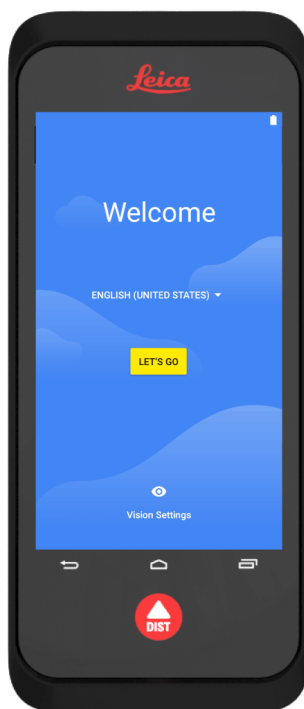 Leica
Welcome
ENGLISH (UNITED STATES)
LET'S GO
Vision Settings
DIST